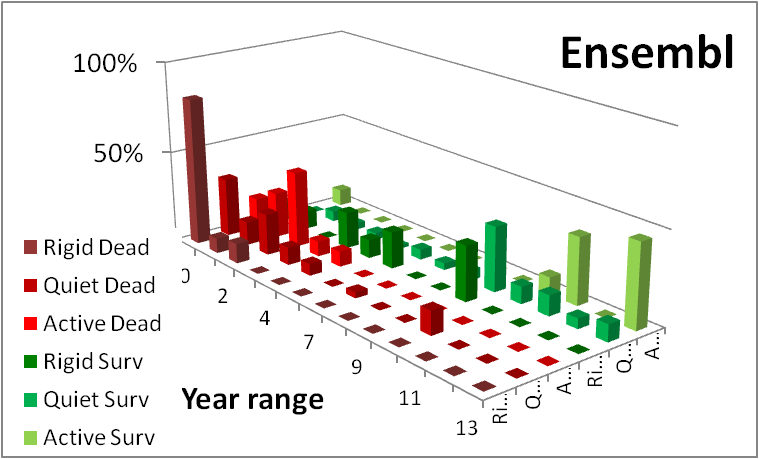 Ensembl
100%
50%
Rigid Dead
Quiet Dead
Active Dead
Rigid Surv
Quiet Surv
Active Surv
0
2
4
7
9
11
13
Year range
Ri...
Q...
A...
Ri...
Q...
A...